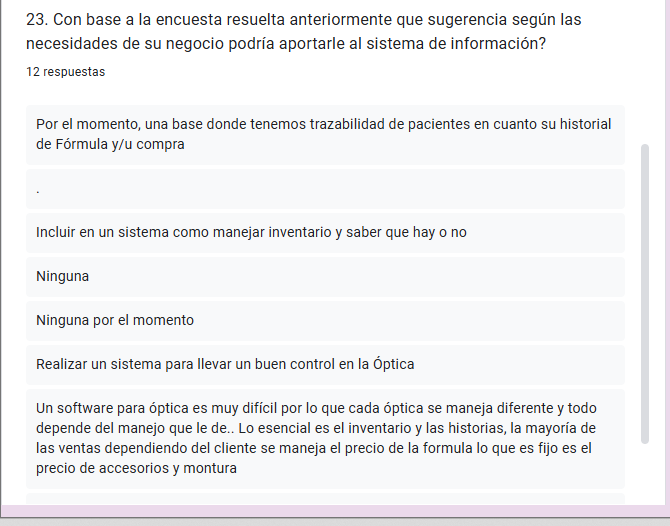 23. Con base a la encuesta resuelta anteriormente que sugerencia según las
necesidades de su negocio podría aportarle al sistema de información?
12 respuestas
Por el momento, una base donde tenemos trazabilidad de pacientes en cuanto su historial
de Fórmula y/u compra
.
Incluir en un sistema como manejar inventario y saber que hay o no
Ninguna
Ninguna por el momento
Realizar un sistema para llevar un buen control en la Óptica
Un software para óptica es muy difícil por lo que cada óptica se maneja diferente y todo
depende del manejo que le de.. Lo esencial es el inventario y las historias, la mayoría de
las ventas dependiendo del cliente se maneja el precio de la formula lo que es fijo es el
precio de accesorios y montura